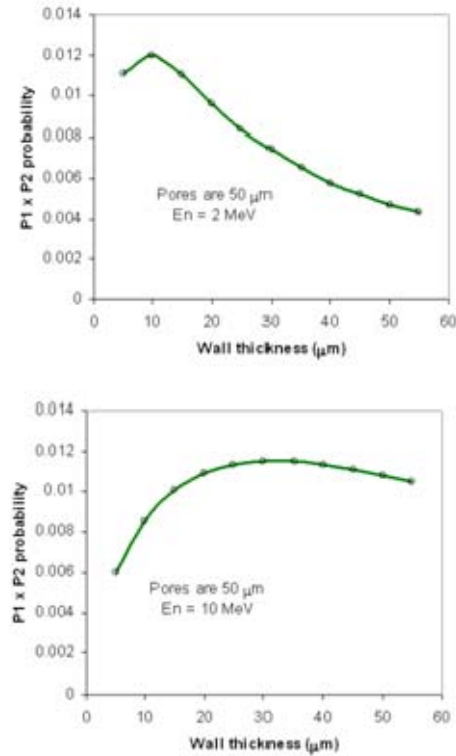 0.014
0.012
0.01
0.008
0.006
0.004
0.002
0
P1 x P2 probability
Pores are 50 μm
En = 2 MeV
0 10 20 30 40 50 60
Wall thickness (μm)
0.014
0.012
0.01
0.008
0.006
0.004
0.002
0
P1 x P2 probability
Pores are 50 μm
En = 10 MeV
0 10 20 30 40 50 60
Wall thickness (μm)